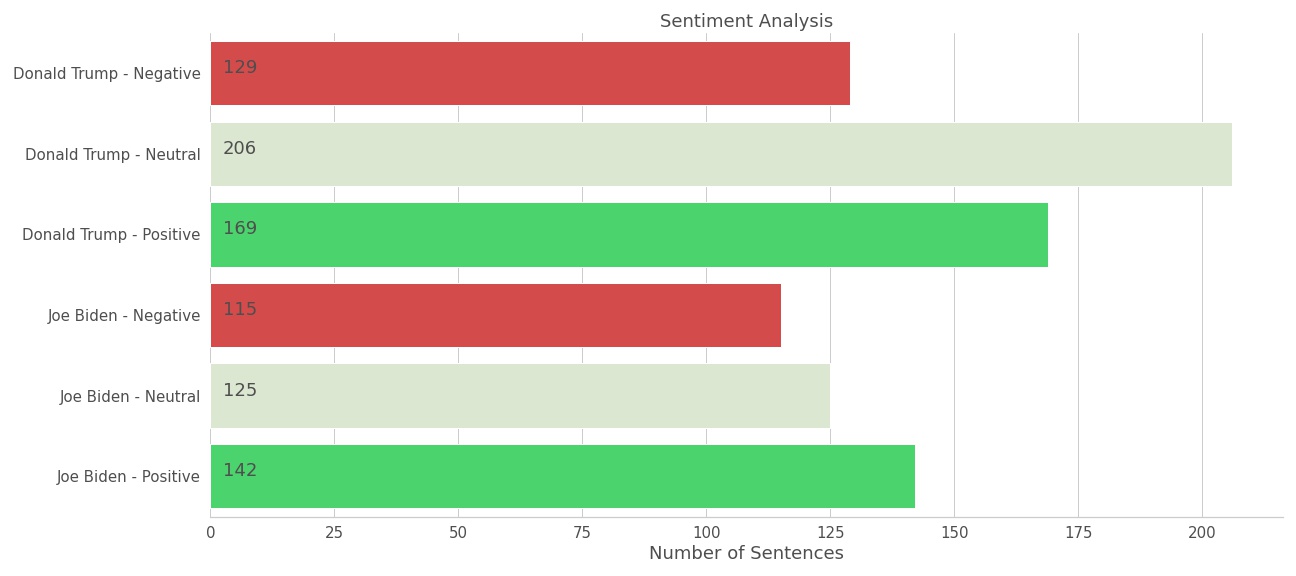 Sentiment Analysis
Donald Trump - Negative
129
Donald Trump - Neutral
206
Donald Trump - Positive
169
Joe Biden - Negative
115
Joe Biden - Neutral
125
Joe Biden - Positive
142
0 25 50 75 100 125 150 175 200
Number of Sentences